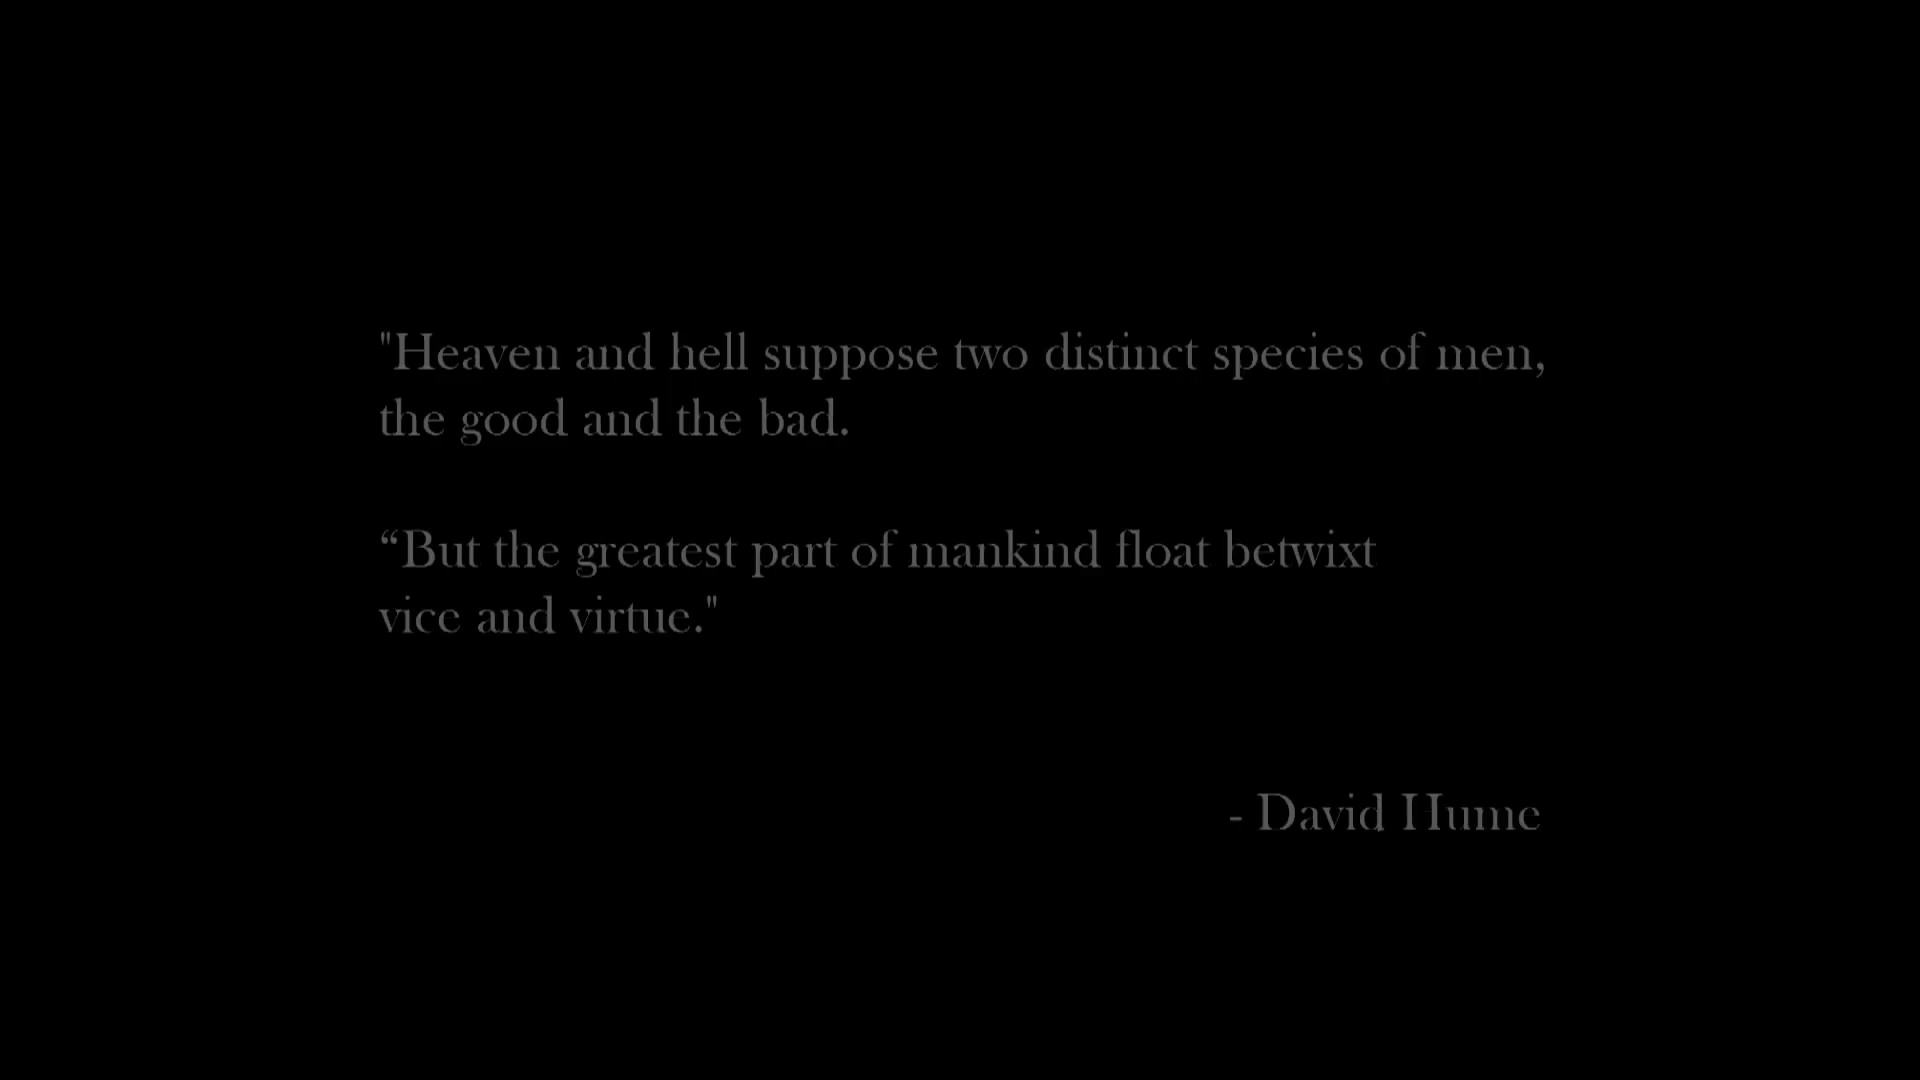 "Heaven and hell suppose two distinct species of men,
the good and the bad.
“But the greatest part of mankind float betwixt
vice and virtue."
- David Hume